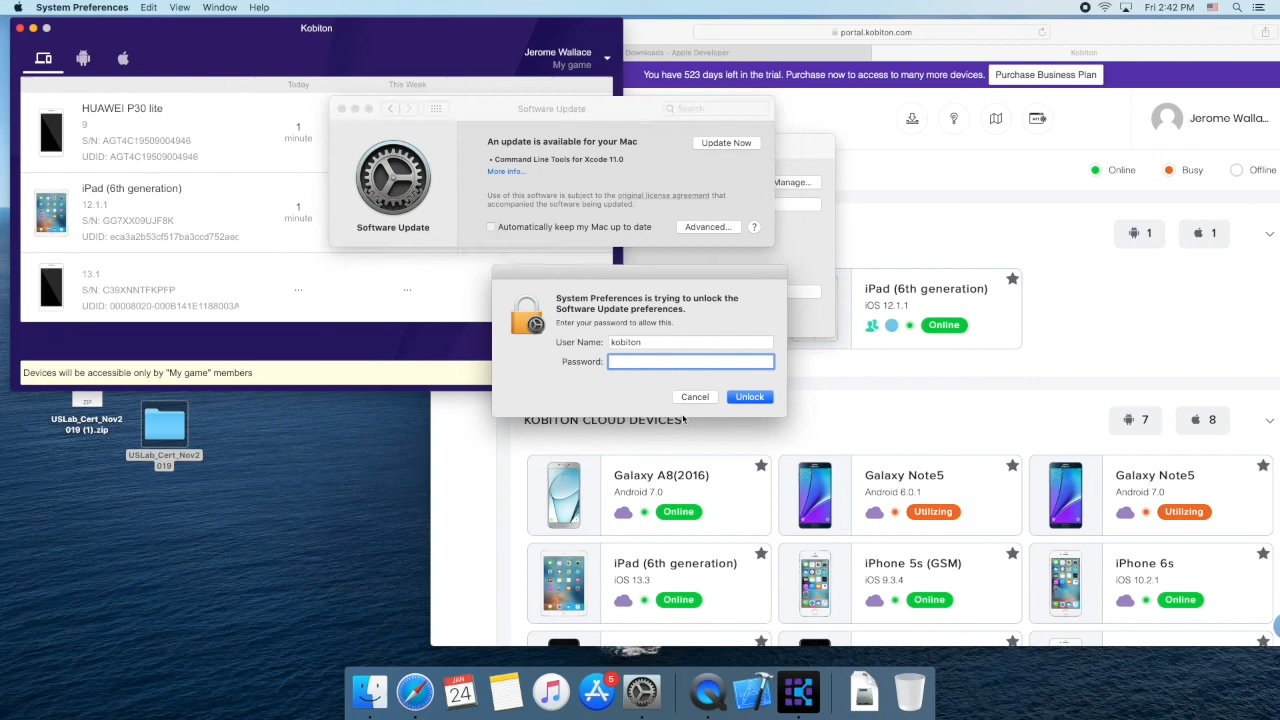 System Preferences Edit View Window Help
Fri 2:42 PM
Kobiton
Jerome Wallace
My game
Today This Week
HUAWEI P30 lite
9
S/N: AGT4C19509004946
UDID: AGT4C19509004946
1
minute
iPad (6th generation)
12.1.1
S/N: GG7XX09UJF8K
UDID: eca3a2b53cf517ba3ccd752aec
1
minute
13.1
S/N: C39XNNTFKPFP
UDID: 00008020-000B141E1188003A
...
...
Devices will be accessible only by "My game" members
Software Update
Search
An update is available for your Mac
Update Now
• Command Line Tools for Xcode 11.0
More info...
Use of this software is subject to the original license agreement that
accompanied the software being updated.
Automatically keep my Mac up to date
Advanced...
?
Software Update
Manage...
System Preferences is trying to unlock the
Software Update preferences.
Enter your password to allow this.
User Name: kobiton
Password:
Cancel
Unlock
portal.kobiton.com
Downloads - Apple Developer
Kobiton
You have 523 days left in the trial. Purchase now to access to many more devices.
Purchase Business Plan
Jerome Walla...
Online
Busy
Offline
1
1
iPad (6th generation)
iOS 12.1.1
Online
KOBITON CLOUD DEVICES
7
8
Galaxy A8(2016)
Android 7.0
Online
Galaxy Note5
Android 6.0.1
Utilizing
Galaxy Note5
Android 7.0
Utilizing
iPad (6th generation)
iOS 13.3
Online
iPhone 5s (GSM)
iOS 9.3.4
Online
iPhone 6s
iOS 10.2.1
Online
ZIP
USLab_Cert_Nov2
019 (1).zip
USLab_Cert_Nov2
019
JAN
24
5